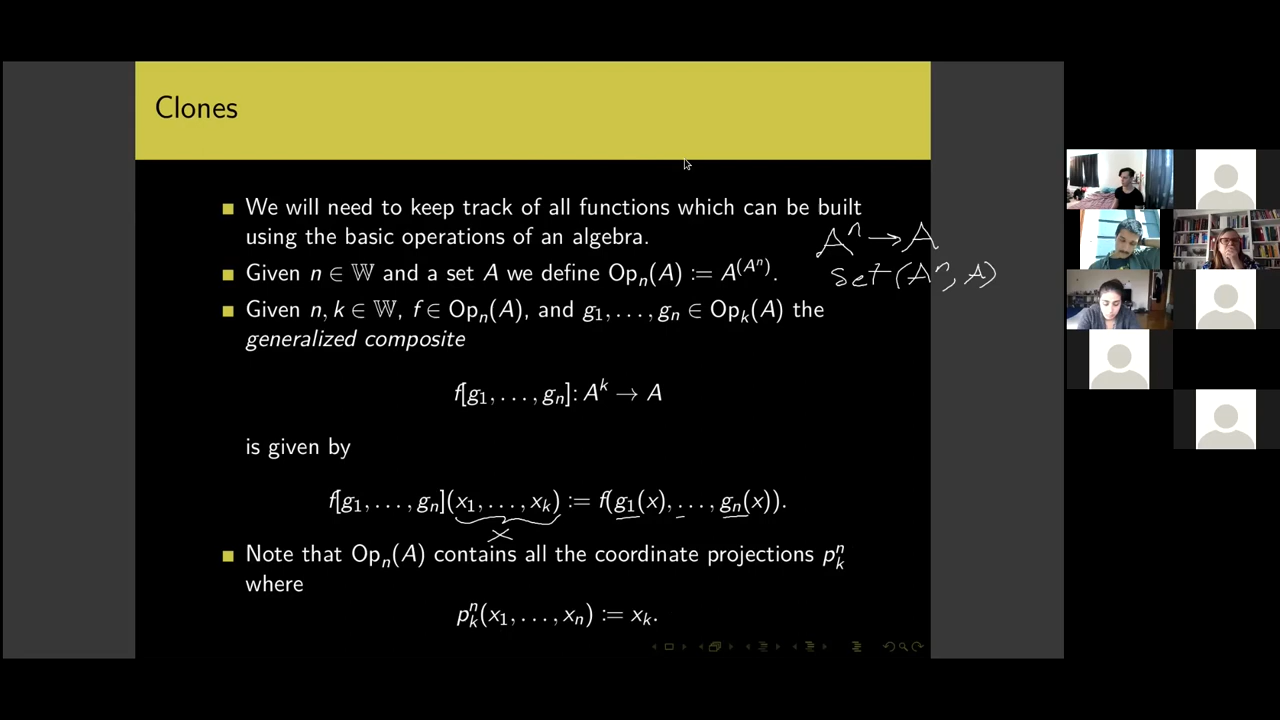 Clones
We will need to keep track of all functions which can be built
using the basic operations of an algebra.
Aⁿ → A
Given n ∈ 𝕎 and a set A we define Opₙ(A) := A^(Aⁿ).
Set(Aⁿ, A)
Given n, k ∈ 𝕎, f ∈ Opₙ(A), and g₁, . . . , gₙ ∈ Opₖ(A) the
generalized composite
f[g₁, . . . , gₙ]: Aᵏ → A
is given by
f[g₁, . . . , gₙ](x₁, . . . , xₖ) := f(g₁(x), . . . , gₙ(x)).
x
Note that Opₙ(A) contains all the coordinate projections pₖⁿ
where
pₖⁿ(x₁, . . . , xₙ) := xₖ.